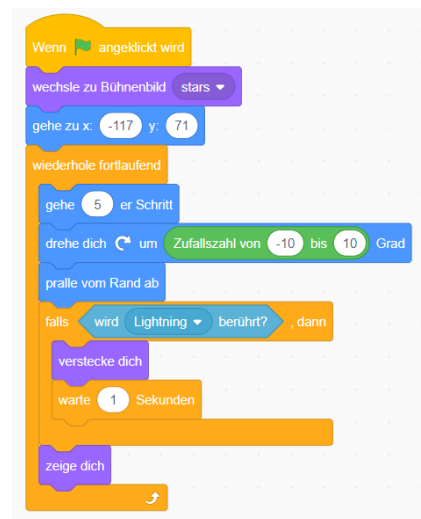 Wenn angeklickt wird
wechsle zu Bühnenbild stars
gehe zu x: -117 y: 71
wiederhole fortlaufend
gehe 5 er Schritt
drehe dich um Zufallszahl von -10 bis 10 Grad
pralle vom Rand ab
falls wird Lightning berührt? , dann
verstecke dich
warte 1 Sekunden
zeige dich